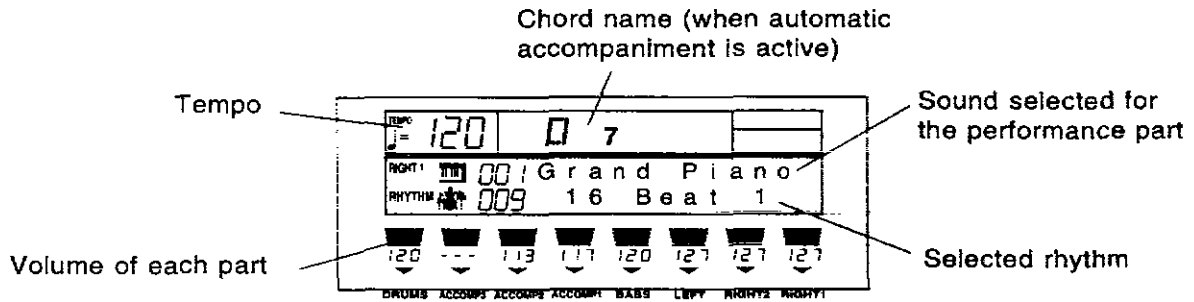 Chord name (when automatic
accompaniment is active)
Tempo
Sound selected for
the performance part
TEMPO
♩= 120 D 7
RIGHT 1 001 Grand Piano
RHYTHM 009 16 Beat 1
Volume of each part
Selected rhythm
120 --- 113 117 120 127 127 127
DRUMS ACCOMP3 ACCOMP2 ACCOMP1 BASS LEFT RIGHT2 RIGHT1